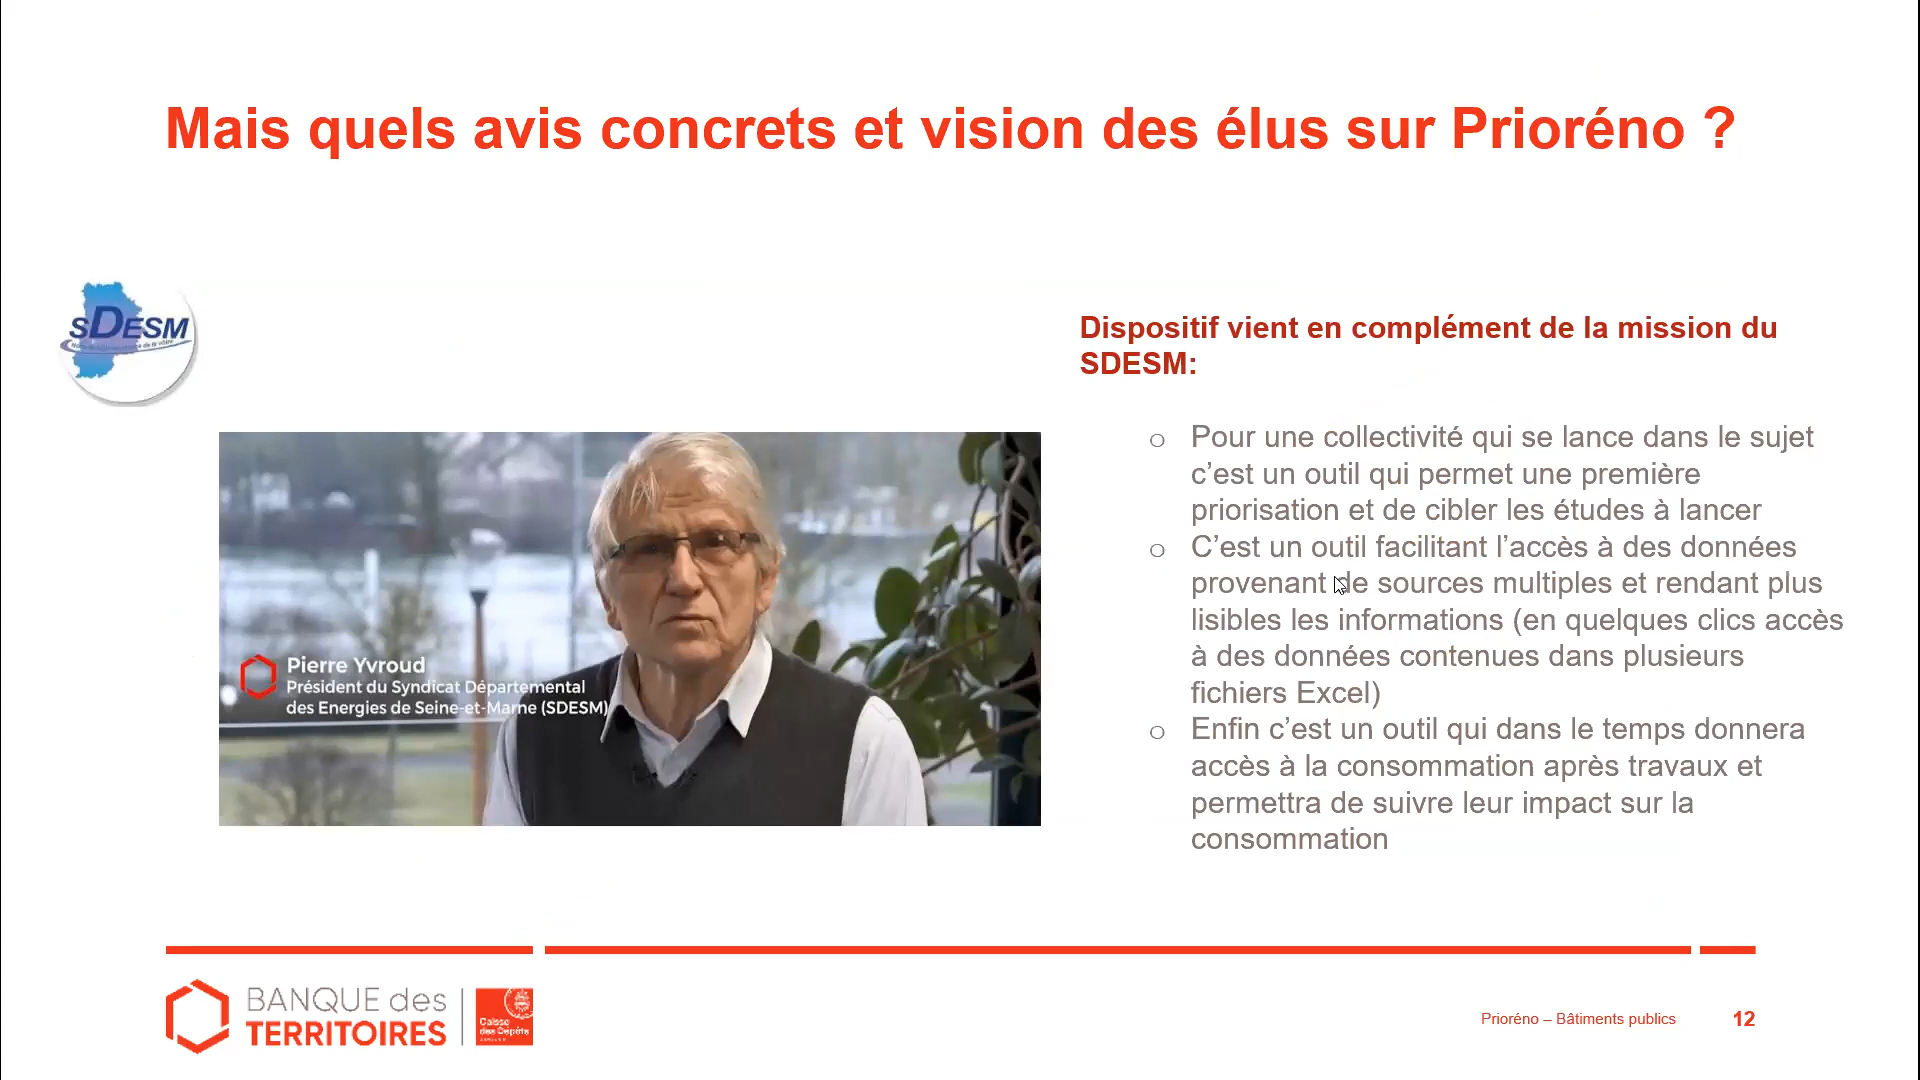 Mais quels avis concrets et vision des élus sur Prioréno ?
SDESM
Dispositif vient en complément de la mission du
SDESM:
o Pour une collectivité qui se lance dans le sujet
c’est un outil qui permet une première
priorisation et de cibler les études à lancer
o C’est un outil facilitant l’accès à des données
provenant de sources multiples et rendant plus
lisibles les informations (en quelques clics accès
à des données contenues dans plusieurs
fichiers Excel)
o Enfin c’est un outil qui dans le temps donnera
accès à la consommation après travaux et
permettra de suivre leur impact sur la
consommation
Pierre Yvroud
Président du Syndicat Départemental
des Energies de Seine-et-Marne (SDESM)
BANQUE des
TERRITOIRES
Caisse
des Dépôts
Prioréno – Bâtiments publics
12